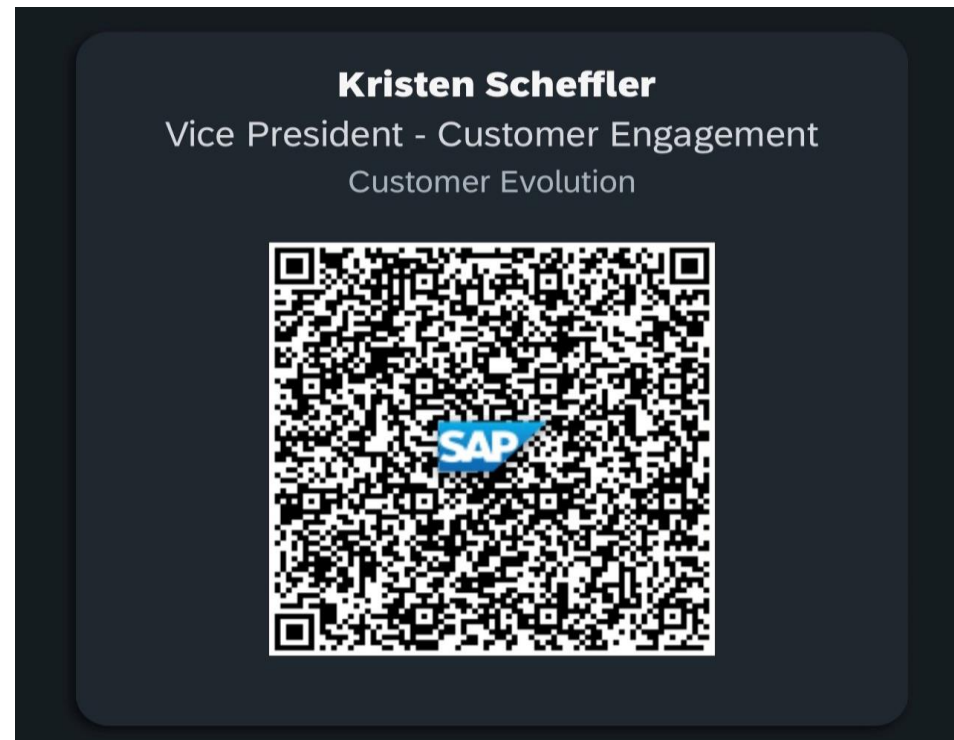 Kristen Scheffler
Vice President - Customer Engagement
Customer Evolution
SAP